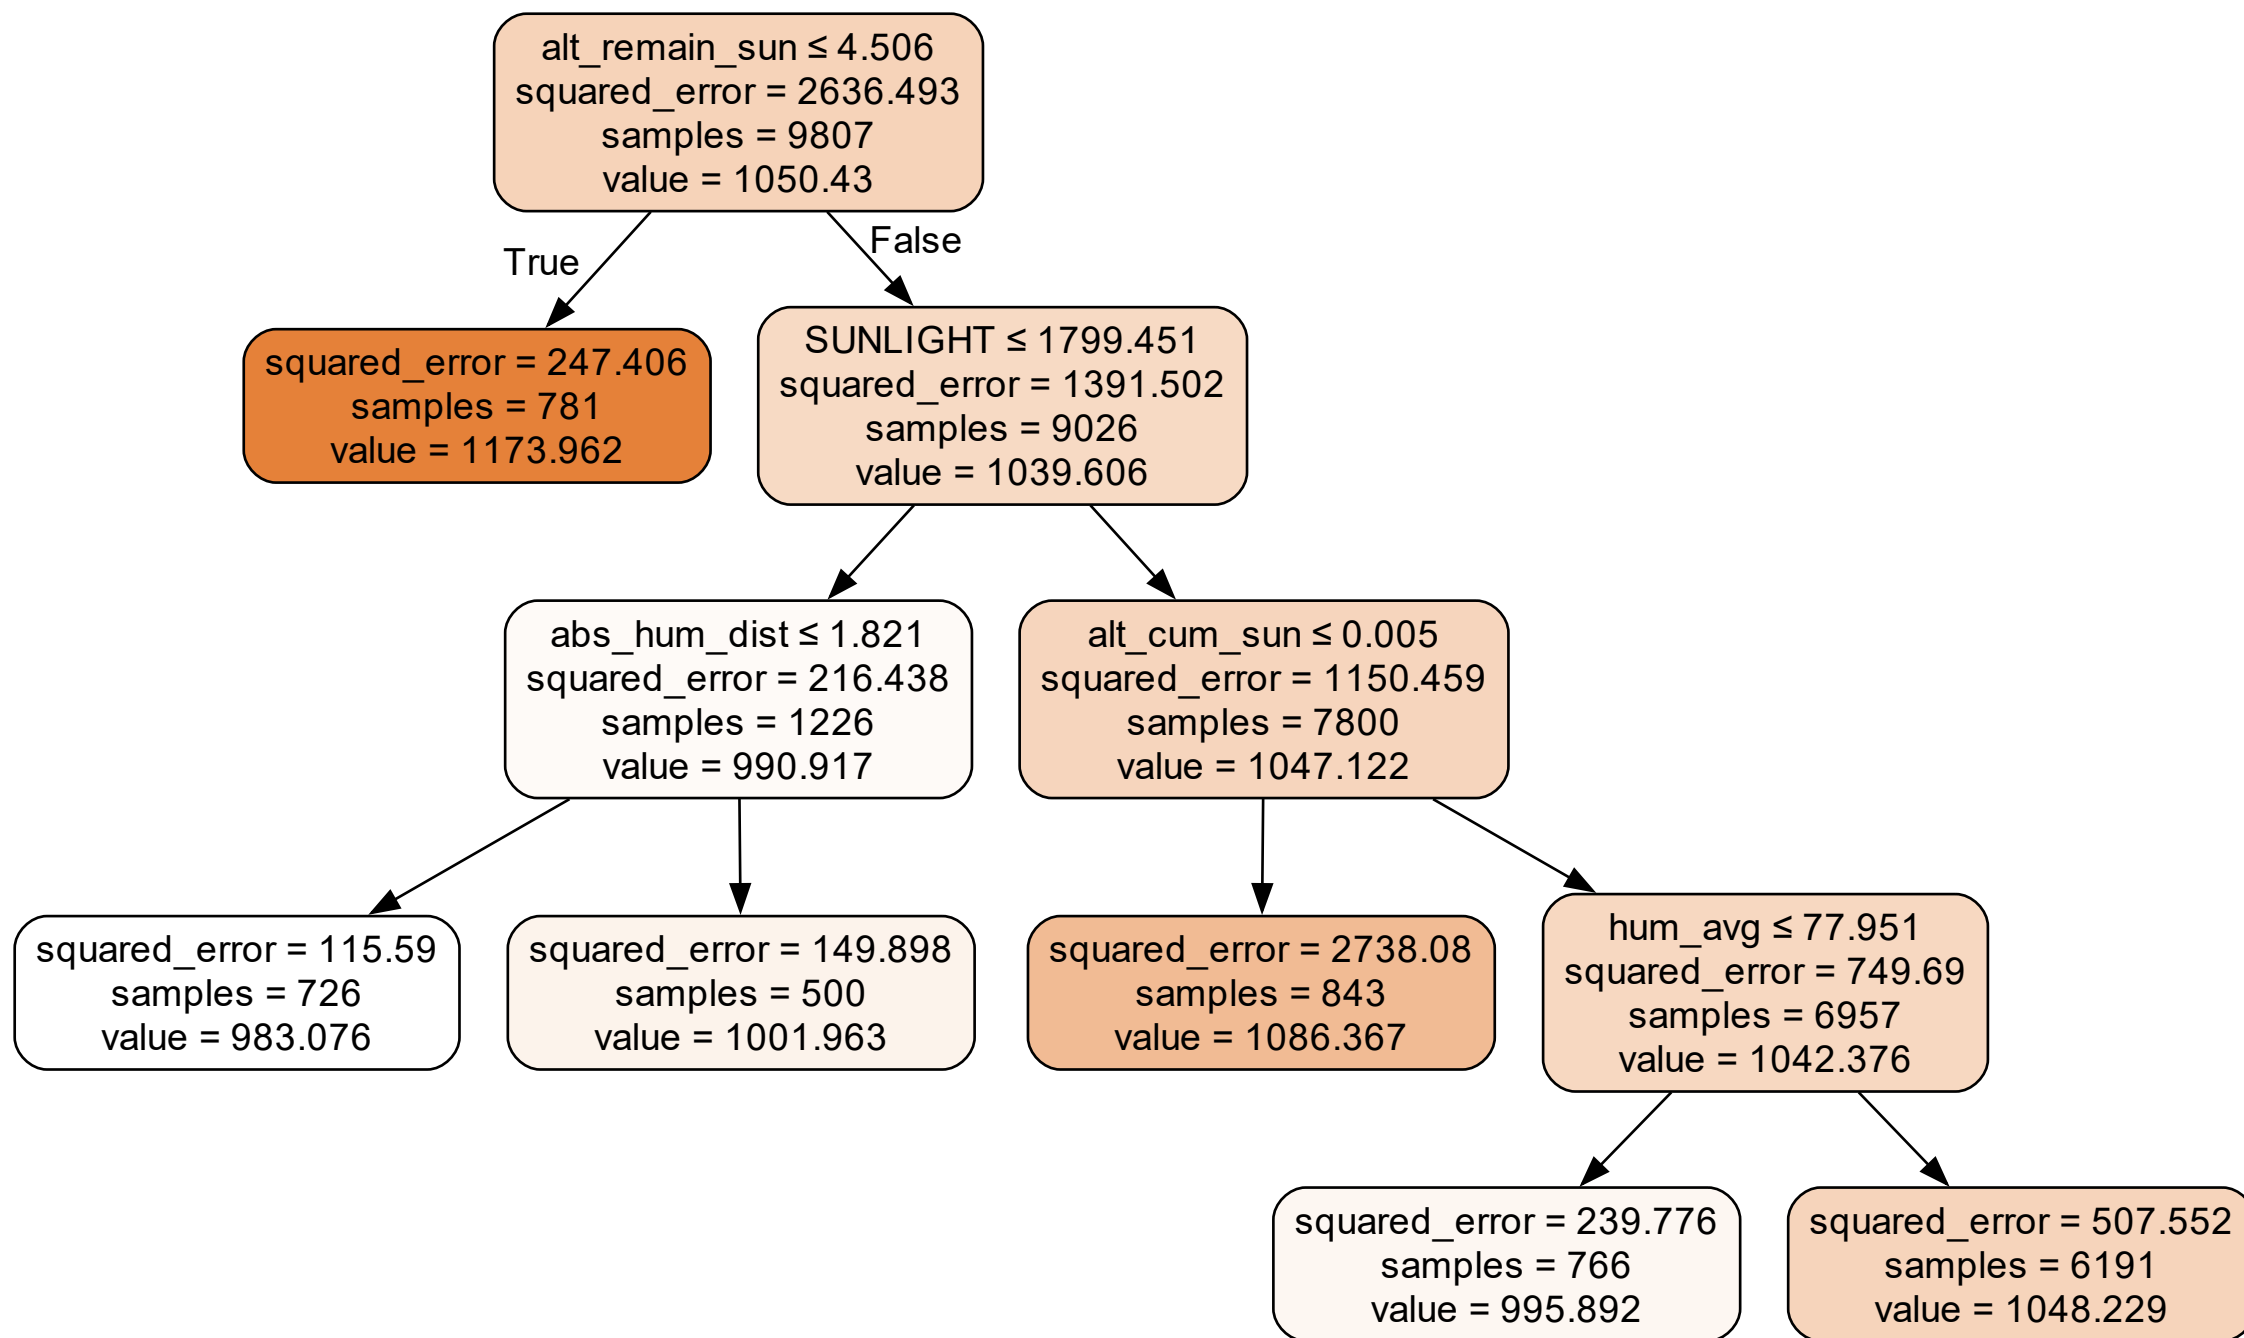 alt_remain_sun ≤ 4.506
squared_error = 2636.493
samples = 9807
value = 1050.43
True
False
squared_error = 247.406
samples = 781
value = 1173.962
SUNLIGHT ≤ 1799.451
squared_error = 1391.502
samples = 9026
value = 1039.606
abs_hum_dist ≤ 1.821
squared_error = 216.438
samples = 1226
value = 990.917
alt_cum_sun ≤ 0.005
squared_error = 1150.459
samples = 7800
value = 1047.122
squared_error = 115.59
samples = 726
value = 983.076
squared_error = 149.898
samples = 500
value = 1001.963
squared_error = 2738.08
samples = 843
value = 1086.367
hum_avg ≤ 77.951
squared_error = 749.69
samples = 6957
value = 1042.376
squared_error = 239.776
samples = 766
value = 995.892
squared_error = 507.552
samples = 6191
value = 1048.229